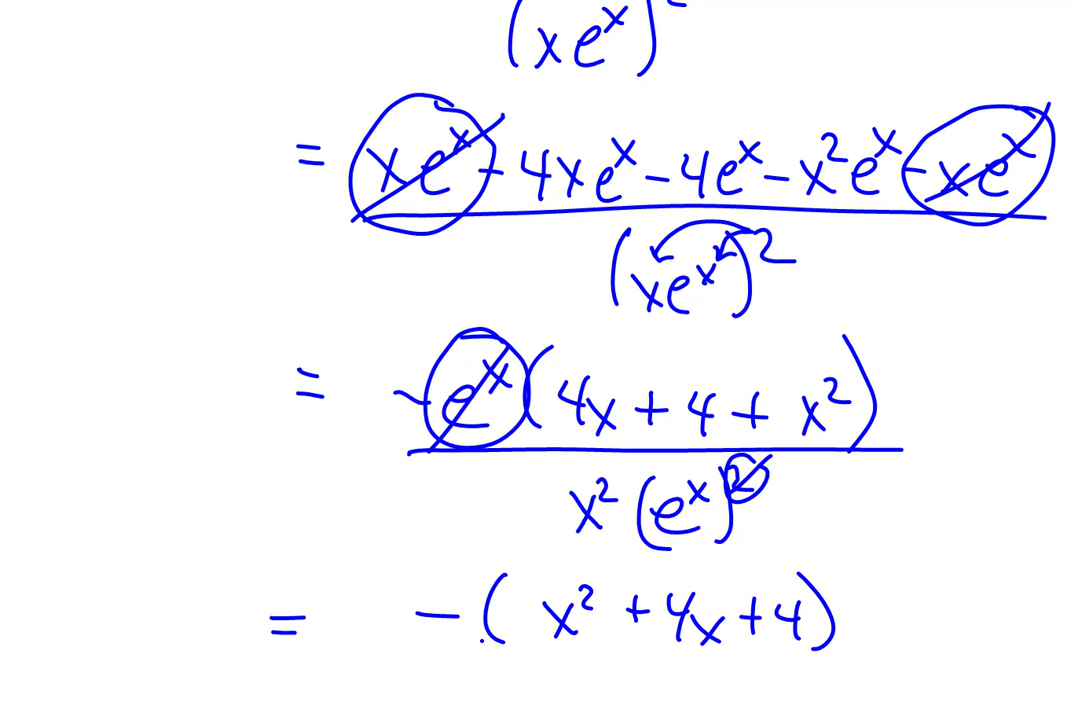 (xe^x)^2
= xe^x - 4xe^x - 4e^x - x^2e^x - xe^x
(xe^x)^2
= -e^x(4x + 4 + x^2)
x^2(e^x)^2
= -(x^2 + 4x + 4)